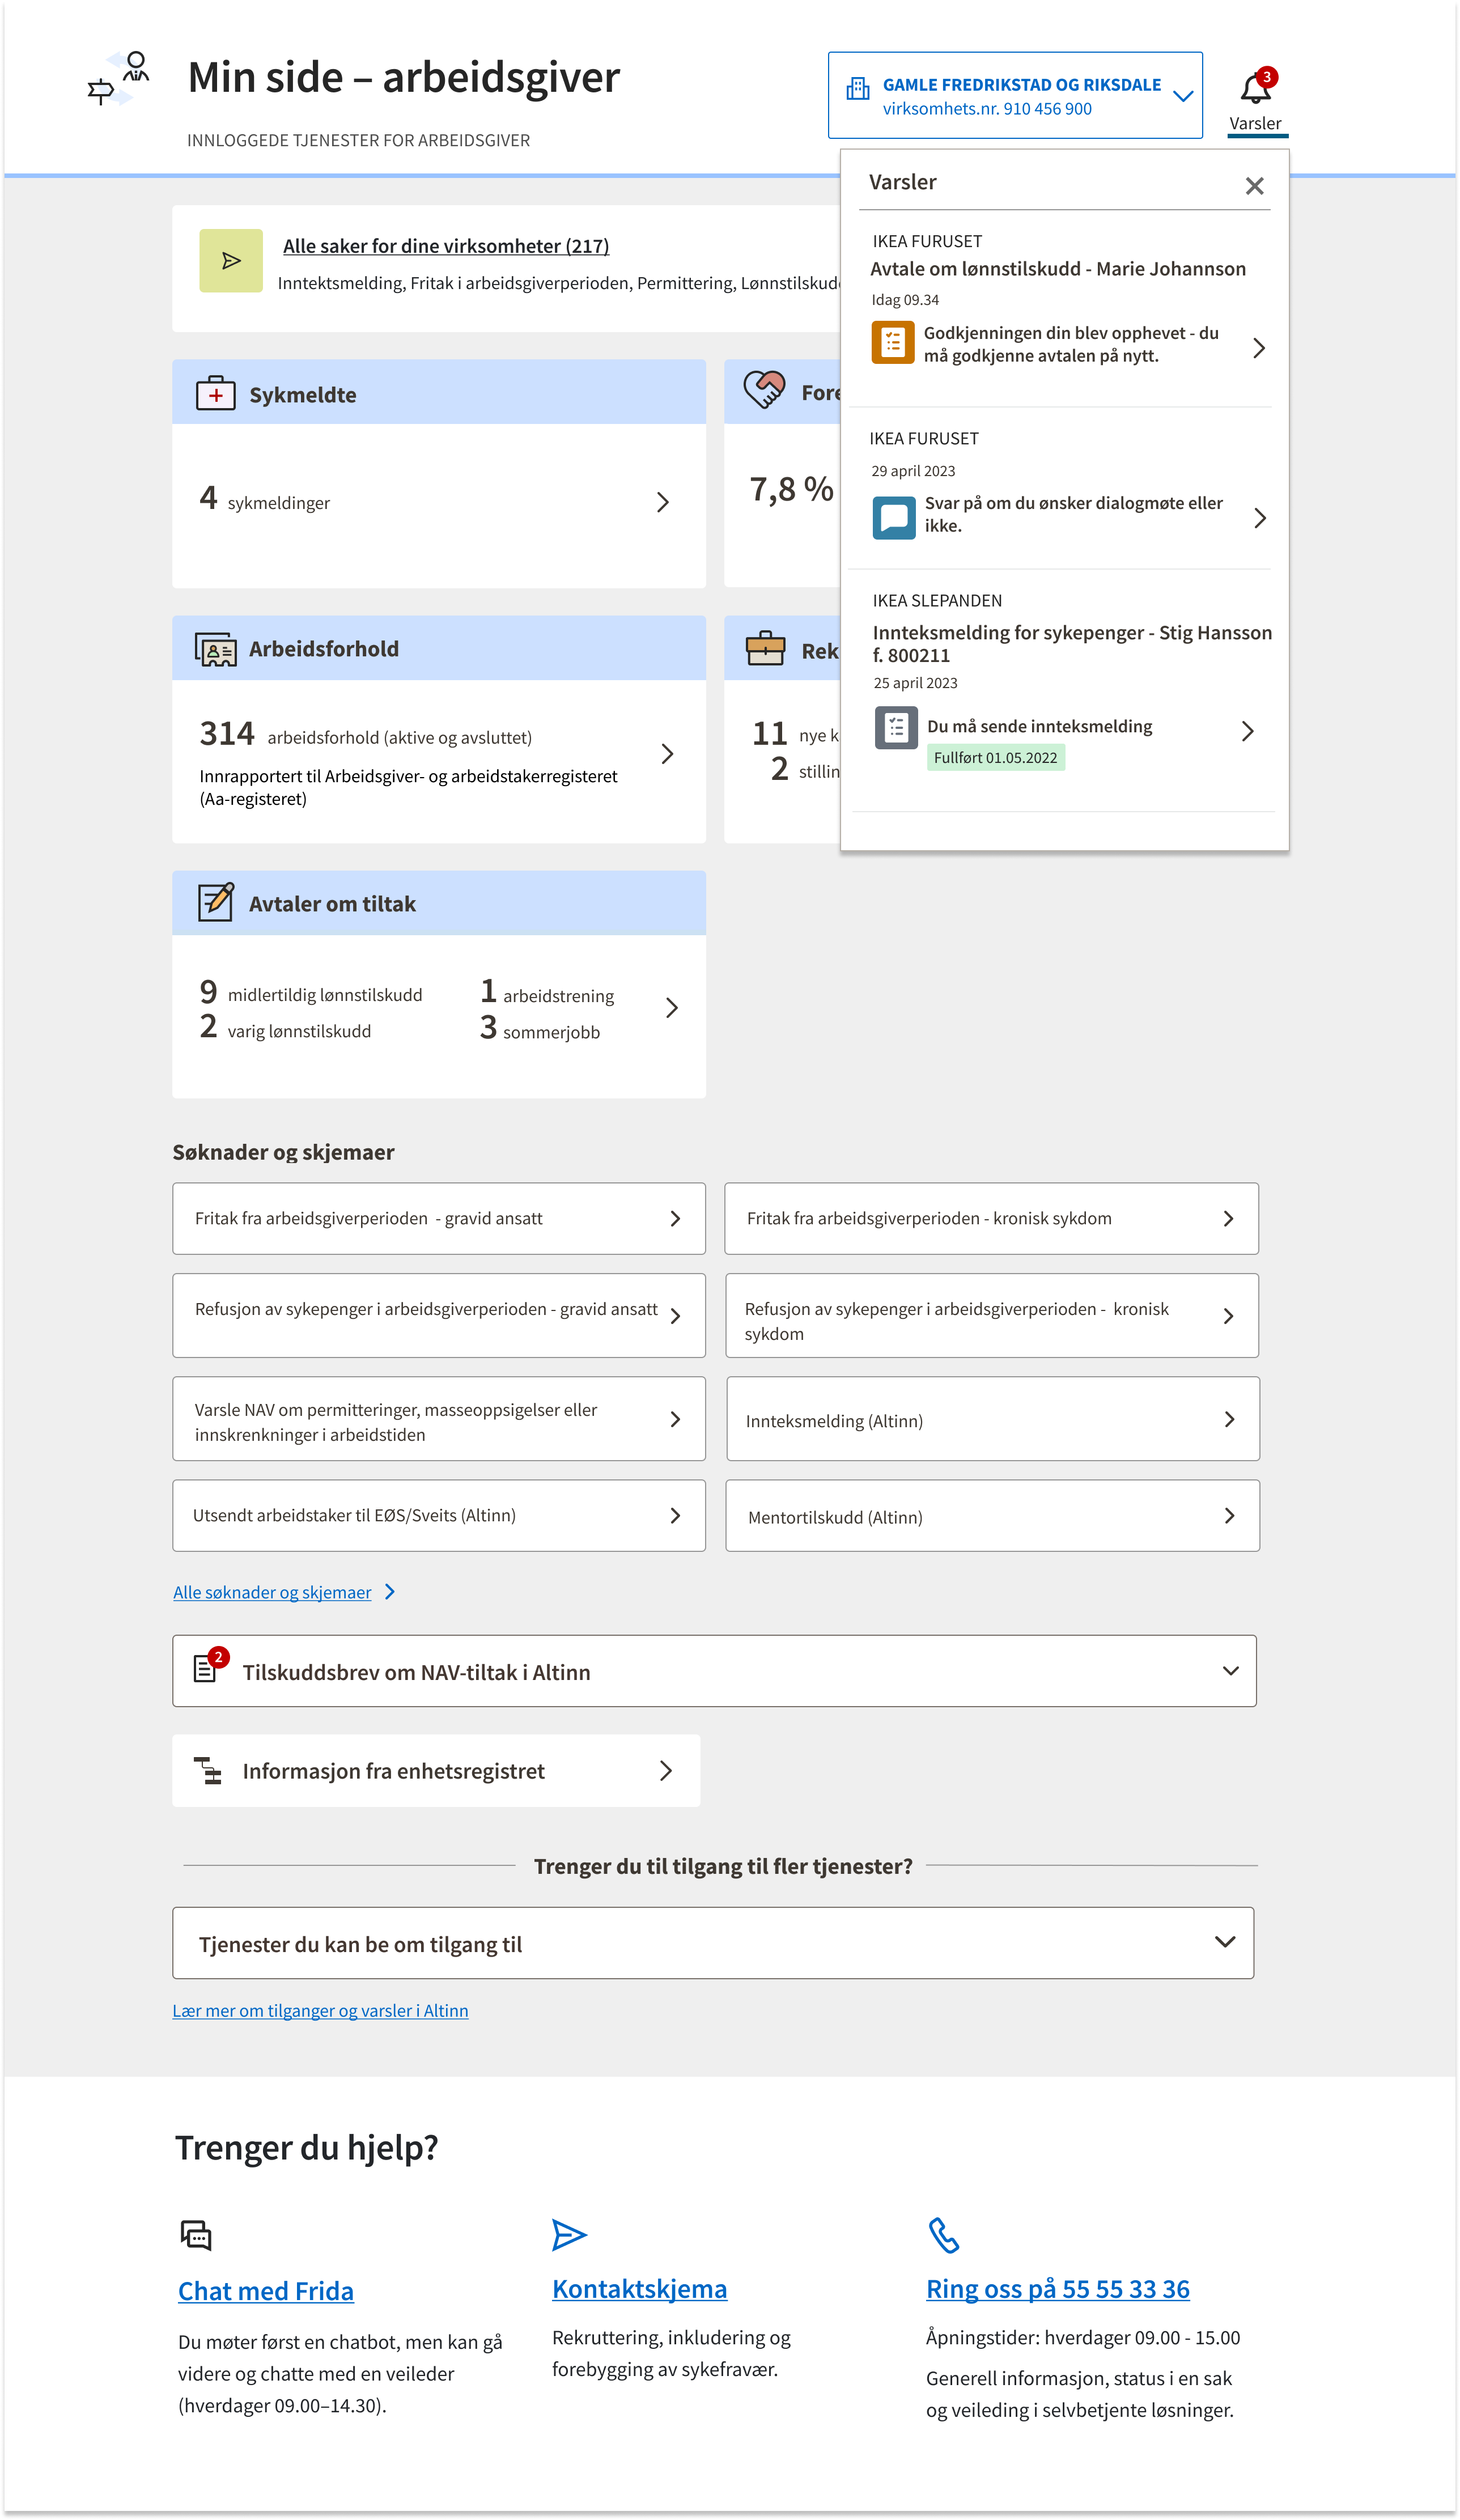 Min side – arbeidsgiver
INNLOGGEDE TJENESTER FOR ARBEIDSGIVER
GAMLE FREDRIKSTAD OG RIKSDALE
virksomhets.nr. 910 456 900
3
Varsler
Varsler
IKEA FURUSET
Avtale om lønnstilskudd - Marie Johannson
Idag 09.34
Godkjenningen din blev opphevet - du
må godkjenne avtalen på nytt.
IKEA FURUSET
29 april 2023
Svar på om du ønsker dialogmøte eller
ikke.
IKEA SLEPANDEN
Innteksmelding for sykepenger - Stig Hansson
f. 800211
25 april 2023
Du må sende innteksmelding
Fullført 01.05.2022
Alle saker for dine virksomheter (217)
Inntektsmelding, Fritak i arbeidsgiverperioden, Permittering, Lønnstilskud
Sykmeldte
4 sykmeldinger
Fore
7,8 %
Arbeidsforhold
314 arbeidsforhold (aktive og avsluttet)
Innrapportert til Arbeidsgiver- og arbeidstakerregisteret
(Aa-registeret)
Rek
11 nye k
2 stillin
Avtaler om tiltak
9 midlertidig lønnstilskudd
2 varig lønnstilskudd
1 arbeidstrening
3 sommerjobb
Søknader og skjemaer
Fritak fra arbeidsgiverperioden - gravid ansatt
Fritak fra arbeidsgiverperioden - kronisk sykdom
Refusjon av sykepenger i arbeidsgiverperioden - gravid ansatt
Refusjon av sykepenger i arbeidsgiverperioden - kronisk
sykdom
Varsle NAV om permitteringer, masseoppsigelser eller
innskrenkninger i arbeidstiden
Innteksmelding (Altinn)
Utsendt arbeidstaker til EØS/Sveits (Altinn)
Mentortilskudd (Altinn)
Alle søknader og skjemaer
2
Tilskuddsbrev om NAV-tiltak i Altinn
Informasjon fra enhetsregistret
Trenger du til tilgang til fler tjenester?
Tjenester du kan be om tilgang til
Lær mer om tilganger og varsler i Altinn
Trenger du hjelp?
Chat med Frida
Du møter først en chatbot, men kan gå
videre og chatte med en veileder
(hverdager 09.00–14.30).
Kontaktskjema
Rekruttering, inkludering og
forebygging av sykefravær.
Ring oss på 55 55 33 36
Åpningstider: hverdager 09.00 - 15.00
Generell informasjon, status i en sak
og veileding i selvbetjente løsninger.